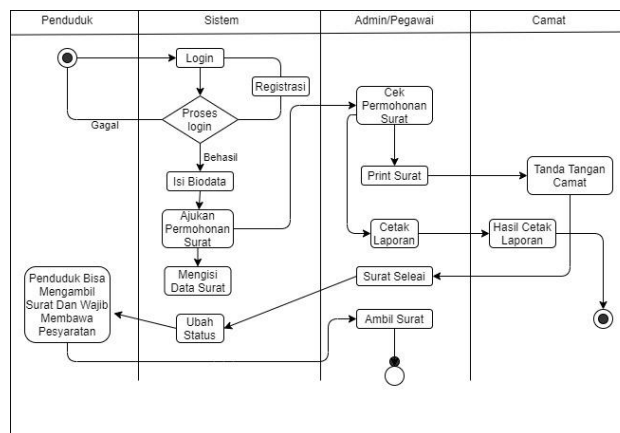 Penduduk
Sistem
Admin/Pegawai
Camat
Login
Registrasi
Proses
login
Gagal
Behasil
Isi Biodata
Ajukan
Permohonan
Surat
Mengisi
Data Surat
Cek
Permohonan
Surat
Print Surat
Tanda Tangan
Camat
Cetak
Laporan
Hasil Cetak
Laporan
Surat Seleai
Ubah
Status
Penduduk Bisa
Mengambil
Surat Dan Wajib
Membawa
Pesyaratan
Ambil Surat